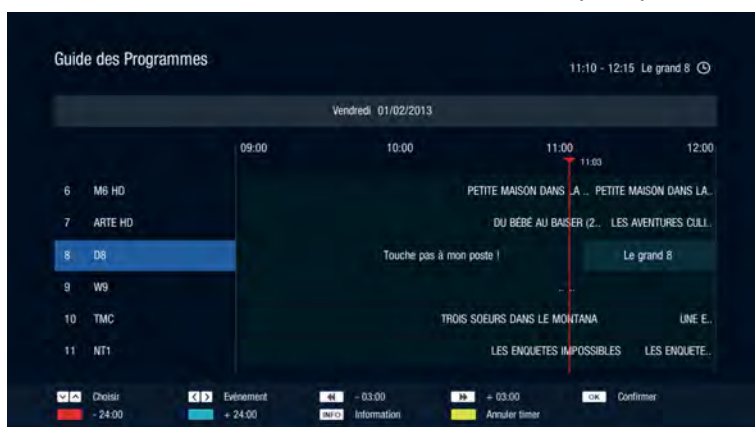 Guide des Programmes
11:10 - 12:15 Le grand 8
Vendredi 01/02/2013
09:00 10:00 11:00 12:00
11:03
6 M6 HD PETITE MAISON DANS LA .. PETITE MAISON DANS LA..
7 ARTE HD DU BÉBÉ AU BAISER (2.. LES AVENTURES CULI..
8 D8 Touche pas à mon poste ! Le grand 8
9 W9 .. ..
10 TMC TROIS SOEURS DANS LE MONTANA UNE E..
11 NT1 LES ENQUETES IMPOSSIBLES LES ENQUETE..
Choisir Evénement - 03:00 + 03:00 OK Confirmer
- 24:00 + 24:00 INFO Information Annuler timer